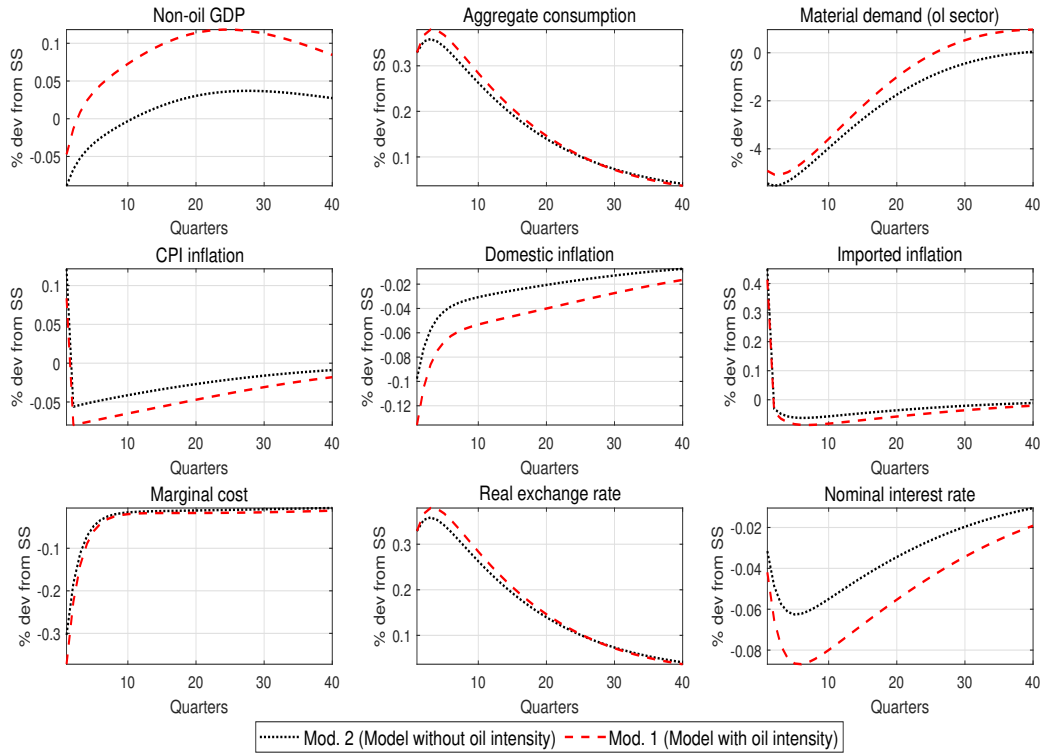 Non-oil GDP
Aggregate consumption
Material demand (ol sector)
% dev from SS
0.1
0.05
0
-0.05
10
20
30
40
Quarters
% dev from SS
0.3
0.2
0.1
10
20
30
40
Quarters
% dev from SS
0
-2
-4
10
20
30
40
Quarters
CPI inflation
Domestic inflation
Imported inflation
% dev from SS
0.1
0.05
0
-0.05
10
20
30
40
Quarters
% dev from SS
-0.02
-0.04
-0.06
-0.08
-0.1
-0.12
10
20
30
40
Quarters
% dev from SS
0.4
0.3
0.2
0.1
0
10
20
30
40
Quarters
Marginal cost
Real exchange rate
Nominal interest rate
% dev from SS
-0.1
-0.2
-0.3
10
20
30
40
Quarters
% dev from SS
0.3
0.2
0.1
10
20
30
40
Quarters
% dev from SS
-0.02
-0.04
-0.06
-0.08
10
20
30
40
Quarters
Mod. 2 (Model without oil intensity)
Mod. 1 (Model with oil intensity)